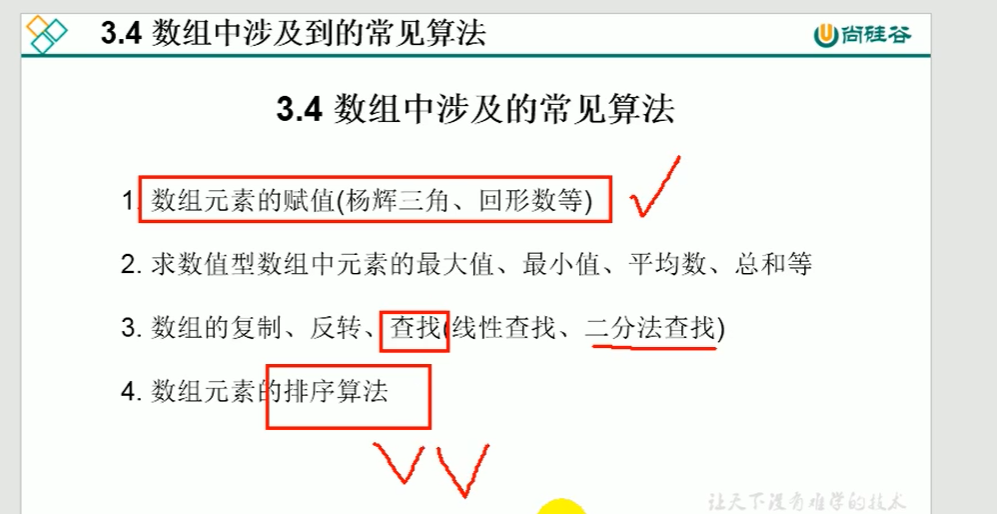 3.4 数组中涉及到的常见算法
尚硅谷
3.4 数组中涉及的常见算法
1. 数组元素的赋值(杨辉三角、回形数等)
2. 求数值型数组中元素的最大值、最小值、平均数、总和等
3. 数组的复制、反转、查找(线性查找、二分法查找)
4. 数组元素的排序算法
让天下没有难学的技术